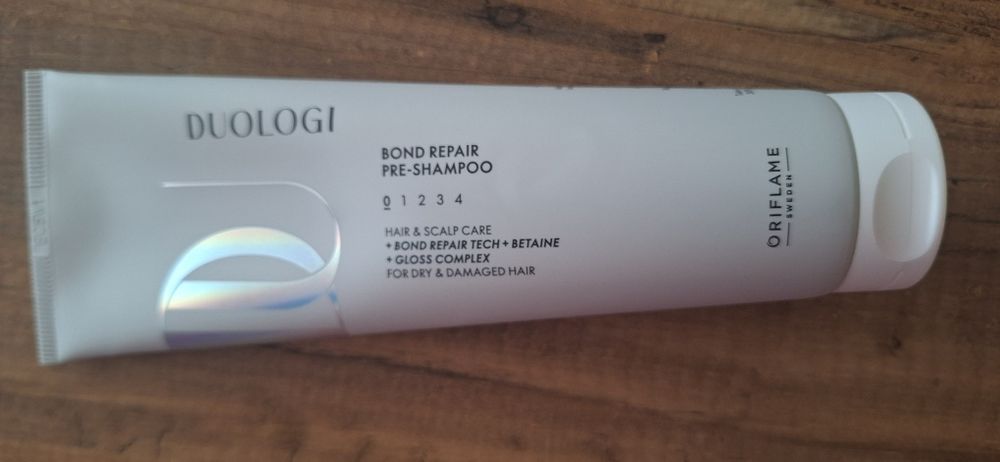 DUOLOGI
BOND REPAIR
PRE-SHAMPOO
0 1 2 3 4
HAIR & SCALP CARE
+ BOND REPAIR TECH + BETAINE
+ GLOSS COMPLEX
FOR DRY & DAMAGED HAIR
ORIFLAME
SWEDEN